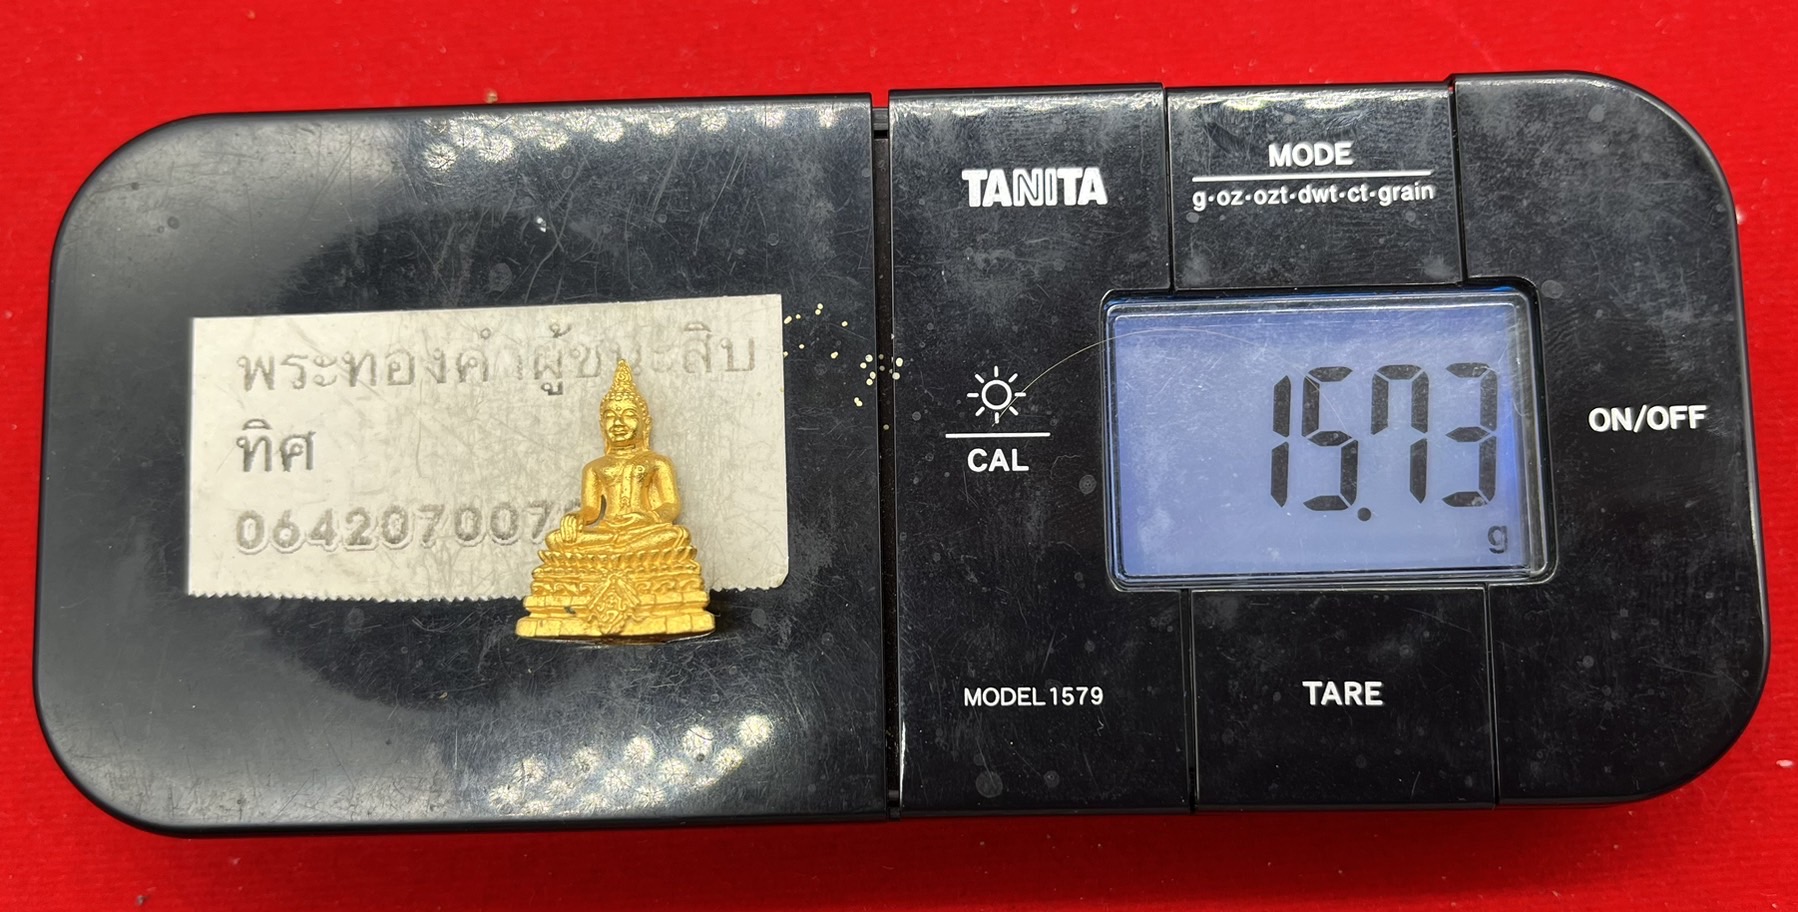 พระทองคำผู้ชนะสิบ
ทิศ
064207007
TANITA
MODE
g·oz·ozt·dwt·ct·grain
CAL
15.73
g
ON/OFF
MODEL 1579
TARE